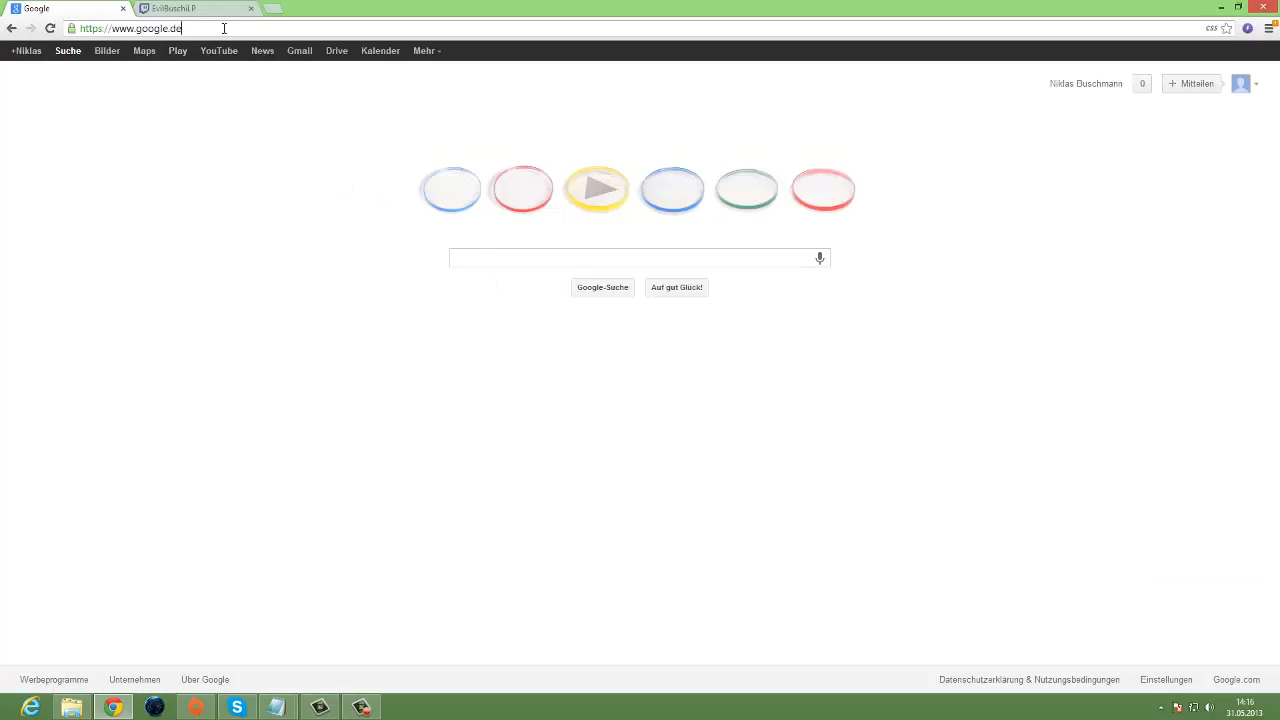 Google
EvilBuschiLP
https://www.google.de
css
+Niklas Suche Bilder Maps Play YouTube News Gmail Drive Kalender Mehr
Niklas Buschmann 0 + Mitteilen
Google-Suche Auf gut Glück!
Werbeprogramme Unternehmen Über Google Datenschutzerklärung & Nutzungsbedingungen Einstellungen Google.com
14:16
31.05.2013